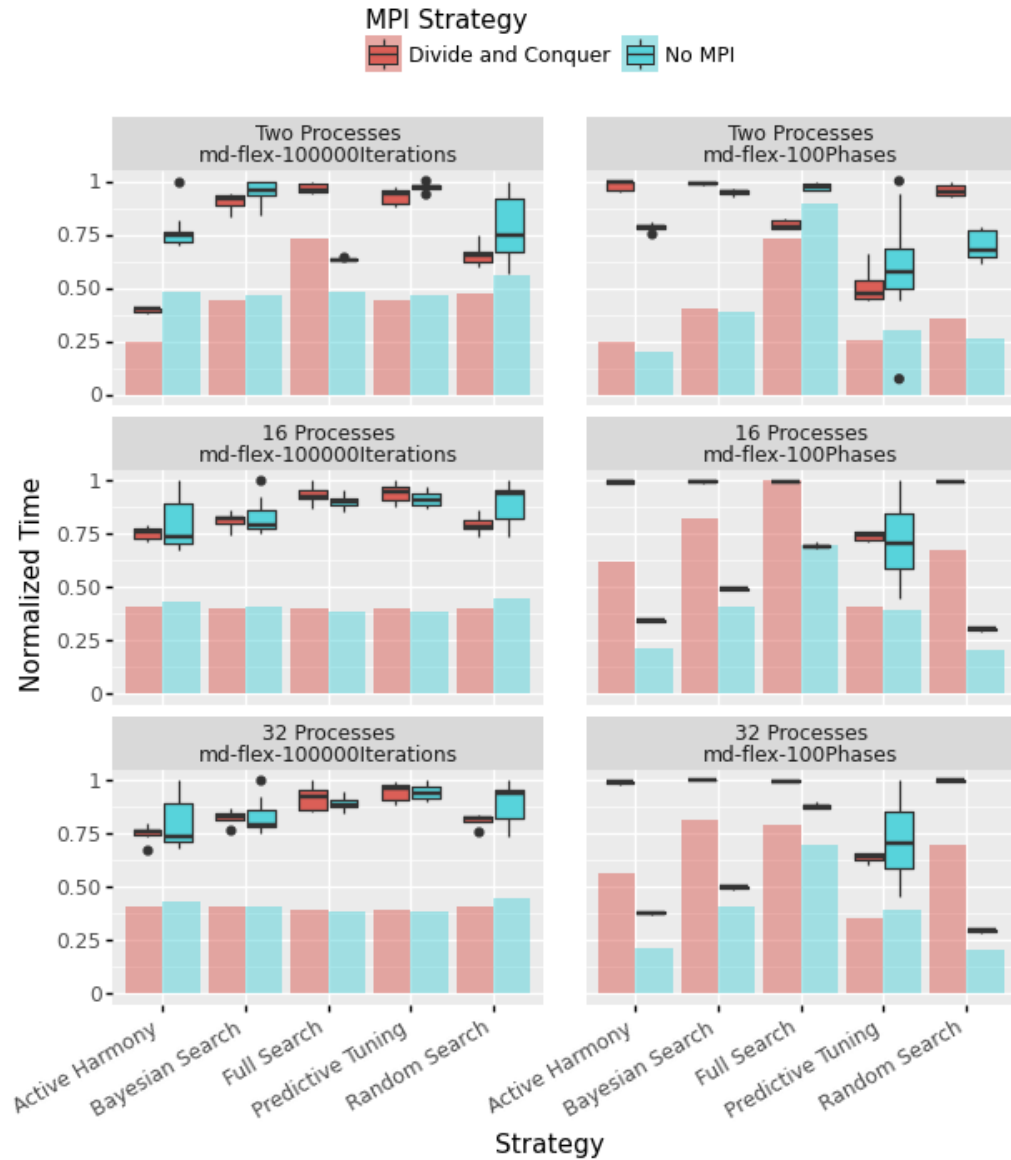 MPI Strategy
Divide and Conquer No MPI
Two Processes
md-flex-100000Iterations
Two Processes
md-flex-100Phases
1
0.75
0.50
0.25
0
16 Processes
md-flex-100000Iterations
16 Processes
md-flex-100Phases
1
0.75
0.50
0.25
0
Normalized Time
32 Processes
md-flex-100000Iterations
32 Processes
md-flex-100Phases
1
0.75
0.50
0.25
0
Active Harmony
Bayesian Search
Full Search
Predictive Tuning
Random Search
Active Harmony
Bayesian Search
Full Search
Predictive Tuning
Random Search
Strategy